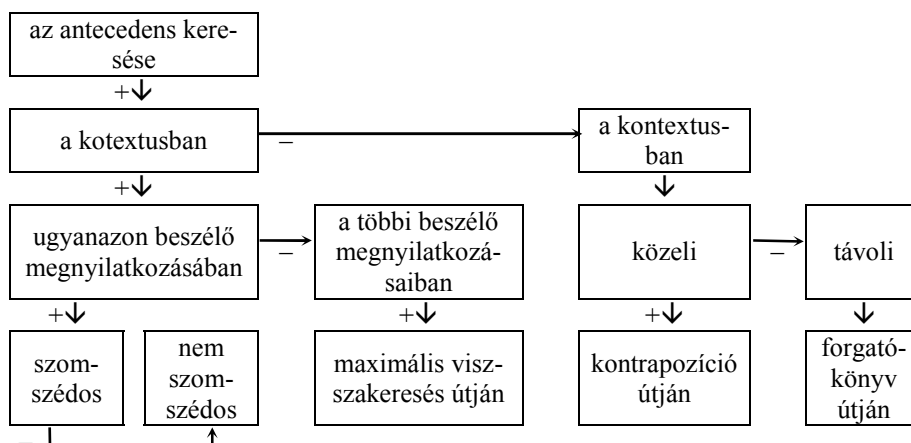 az antecedens kere-
sése
+
a kotextusban
–
a kontextus-
ban
+
ugyanazon beszélő
megnyilatkozásában
–
a többi beszélő
megnyilatkozá-
saiban
közeli
–
távoli
+
+
+
szom-
szédos
nem
szom-
szédos
maximális visz-
szakeresés útján
kontrapozíció
útján
forgató-
könyv
útján
–